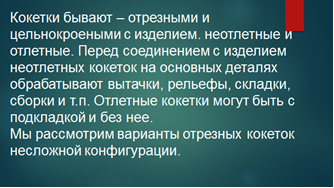 Кокетки бывают – отрезными и
цельнокроеными с изделием. неотлетные и
отлетные. Перед соединением с изделием
неотлетных кокеток на основных деталях
обрабатывают вытачки, рельефы, складки,
сборки и т.п. Отлетные кокетки могут быть с
подкладкой и без нее.
Мы рассмотрим варианты отрезных кокеток
несложной конфигурации.